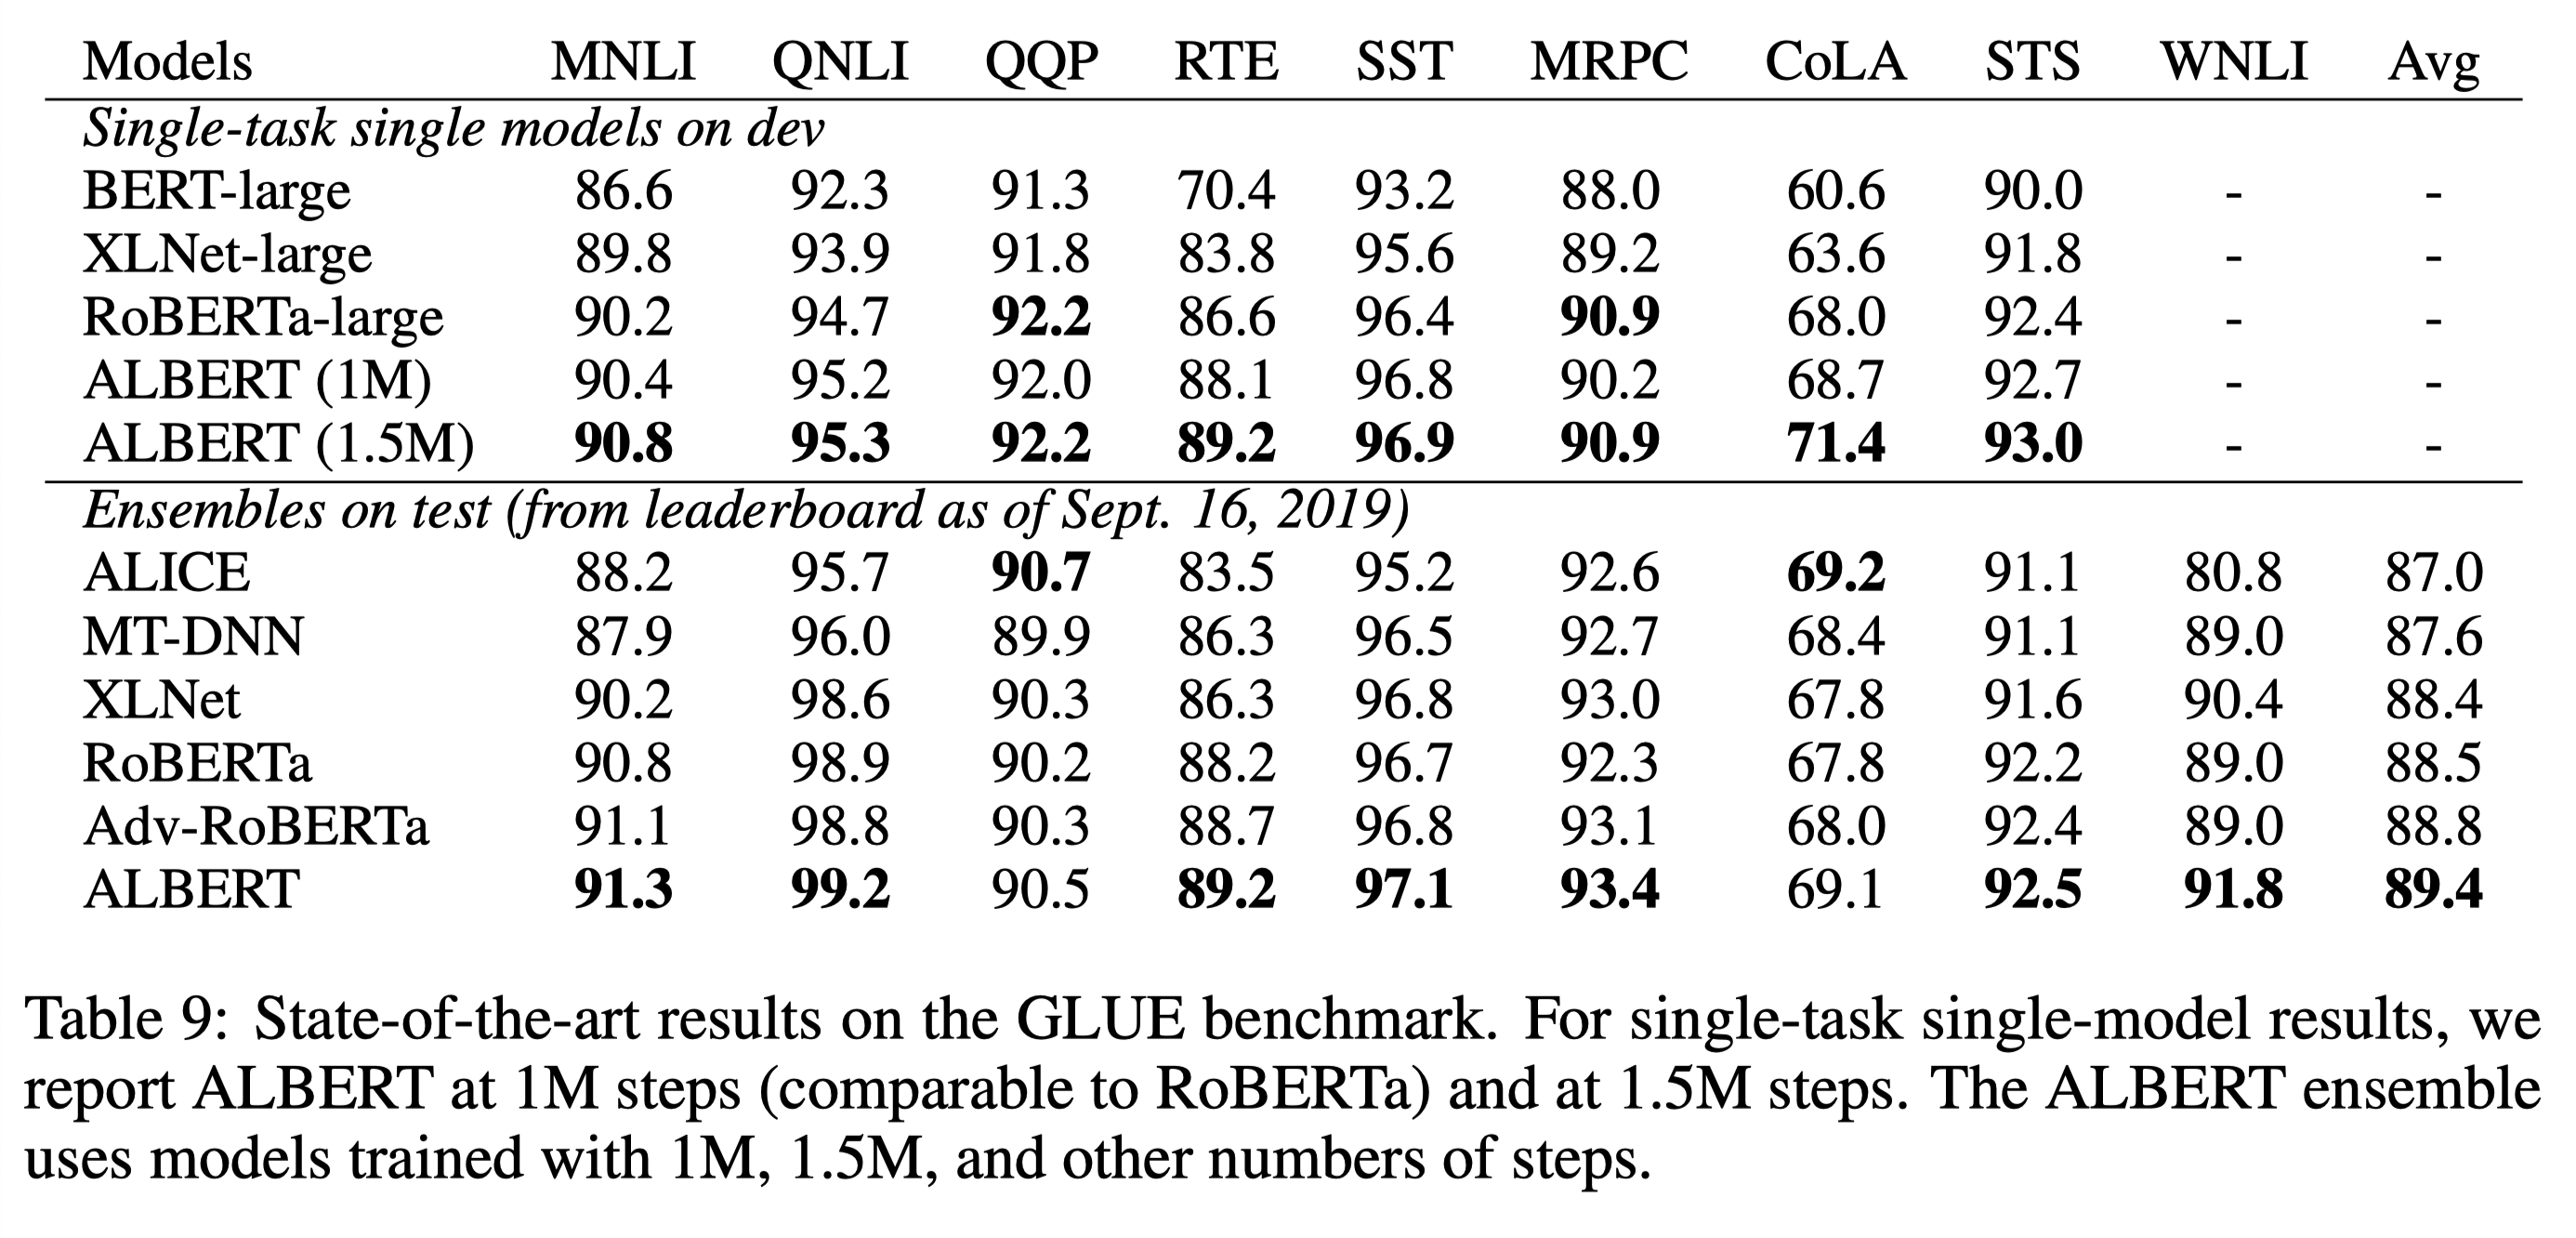 Models MNLI QNLI QQP RTE SST MRPC CoLA STS WNLI Avg
Single-task single models on dev
BERT-large 86.6 92.3 91.3 70.4 93.2 88.0 60.6 90.0 - -
XLNet-large 89.8 93.9 91.8 83.8 95.6 89.2 63.6 91.8 - -
RoBERTa-large 90.2 94.7 92.2 86.6 96.4 90.9 68.0 92.4 - -
ALBERT (1M) 90.4 95.2 92.0 88.1 96.8 90.2 68.7 92.7 - -
ALBERT (1.5M) 90.8 95.3 92.2 89.2 96.9 90.9 71.4 93.0 - -
Ensembles on test (from leaderboard as of Sept. 16, 2019)
ALICE 88.2 95.7 90.7 83.5 95.2 92.6 69.2 91.1 80.8 87.0
MT-DNN 87.9 96.0 89.9 86.3 96.5 92.7 68.4 91.1 89.0 87.6
XLNet 90.2 98.6 90.3 86.3 96.8 93.0 67.8 91.6 90.4 88.4
RoBERTa 90.8 98.9 90.2 88.2 96.7 92.3 67.8 92.2 89.0 88.5
Adv-RoBERTa 91.1 98.8 90.3 88.7 96.8 93.1 68.0 92.4 89.0 88.8
ALBERT 91.3 99.2 90.5 89.2 97.1 93.4 69.1 92.5 91.8 89.4
Table 9: State-of-the-art results on the GLUE benchmark. For single-task single-model results, we
report ALBERT at 1M steps (comparable to RoBERTa) and at 1.5M steps. The ALBERT ensemble
uses models trained with 1M, 1.5M, and other numbers of steps.